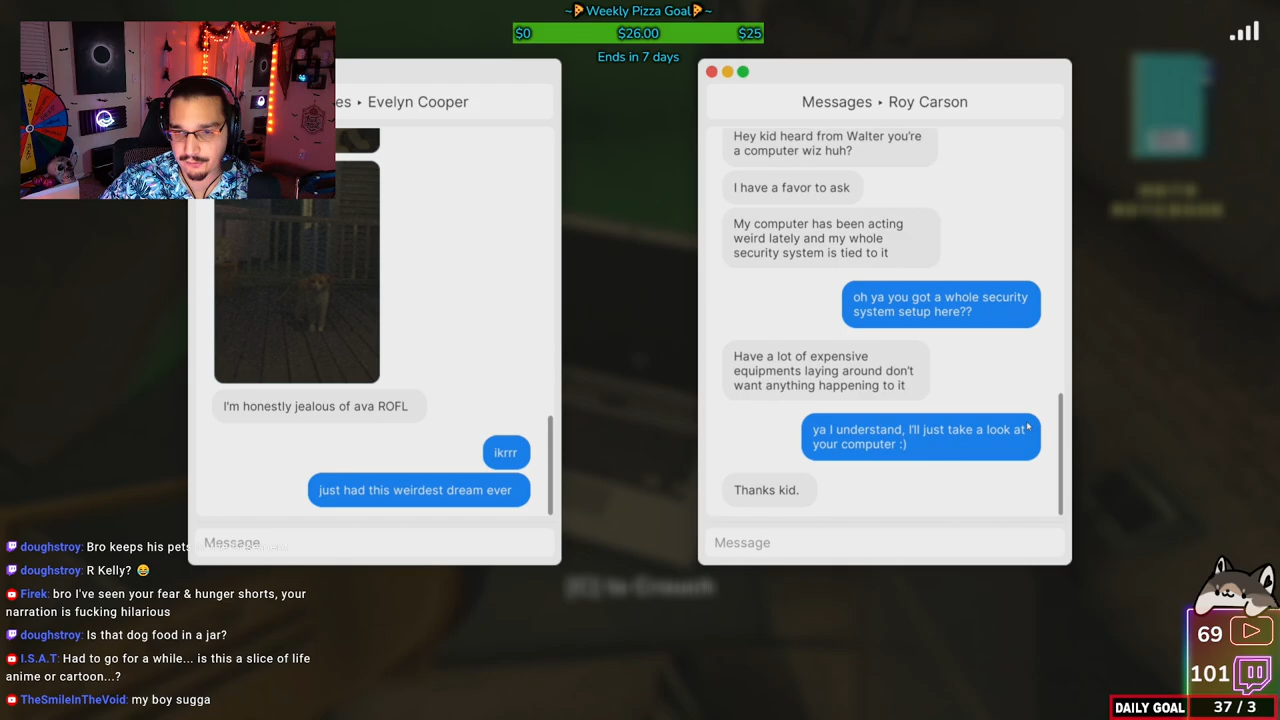 ~🍕Weekly Pizza Goal🍕~
$0 $26.00 $25
Ends in 7 days
es ▸ Evelyn Cooper
I'm honestly jealous of ava ROFL
ikrrr
just had this weirdest dream ever
Message
Messages ▸ Roy Carson
Hey kid heard from Walter you're
a computer wiz huh?
I have a favor to ask
My computer has been acting
weird lately and my whole
security system is tied to it
oh ya you got a whole security
system setup here??
Have a lot of expensive
equipments laying around don't
want anything happening to it
ya I understand, I'll just take a look at
your computer :)
Thanks kid.
Message
[C] to Crouch
doughstroy: Bro keeps his pets
doughstroy: R Kelly? 😂
Firek: bro I've seen your fear & hunger shorts, your
narration is fucking hilarious
doughstroy: Is that dog food in a jar?
I.S.A.T: Had to go for a while... is this a slice of life
anime or cartoon...?
TheSmileInTheVoid: my boy sugga
69
101
DAILY GOAL 37 / 3